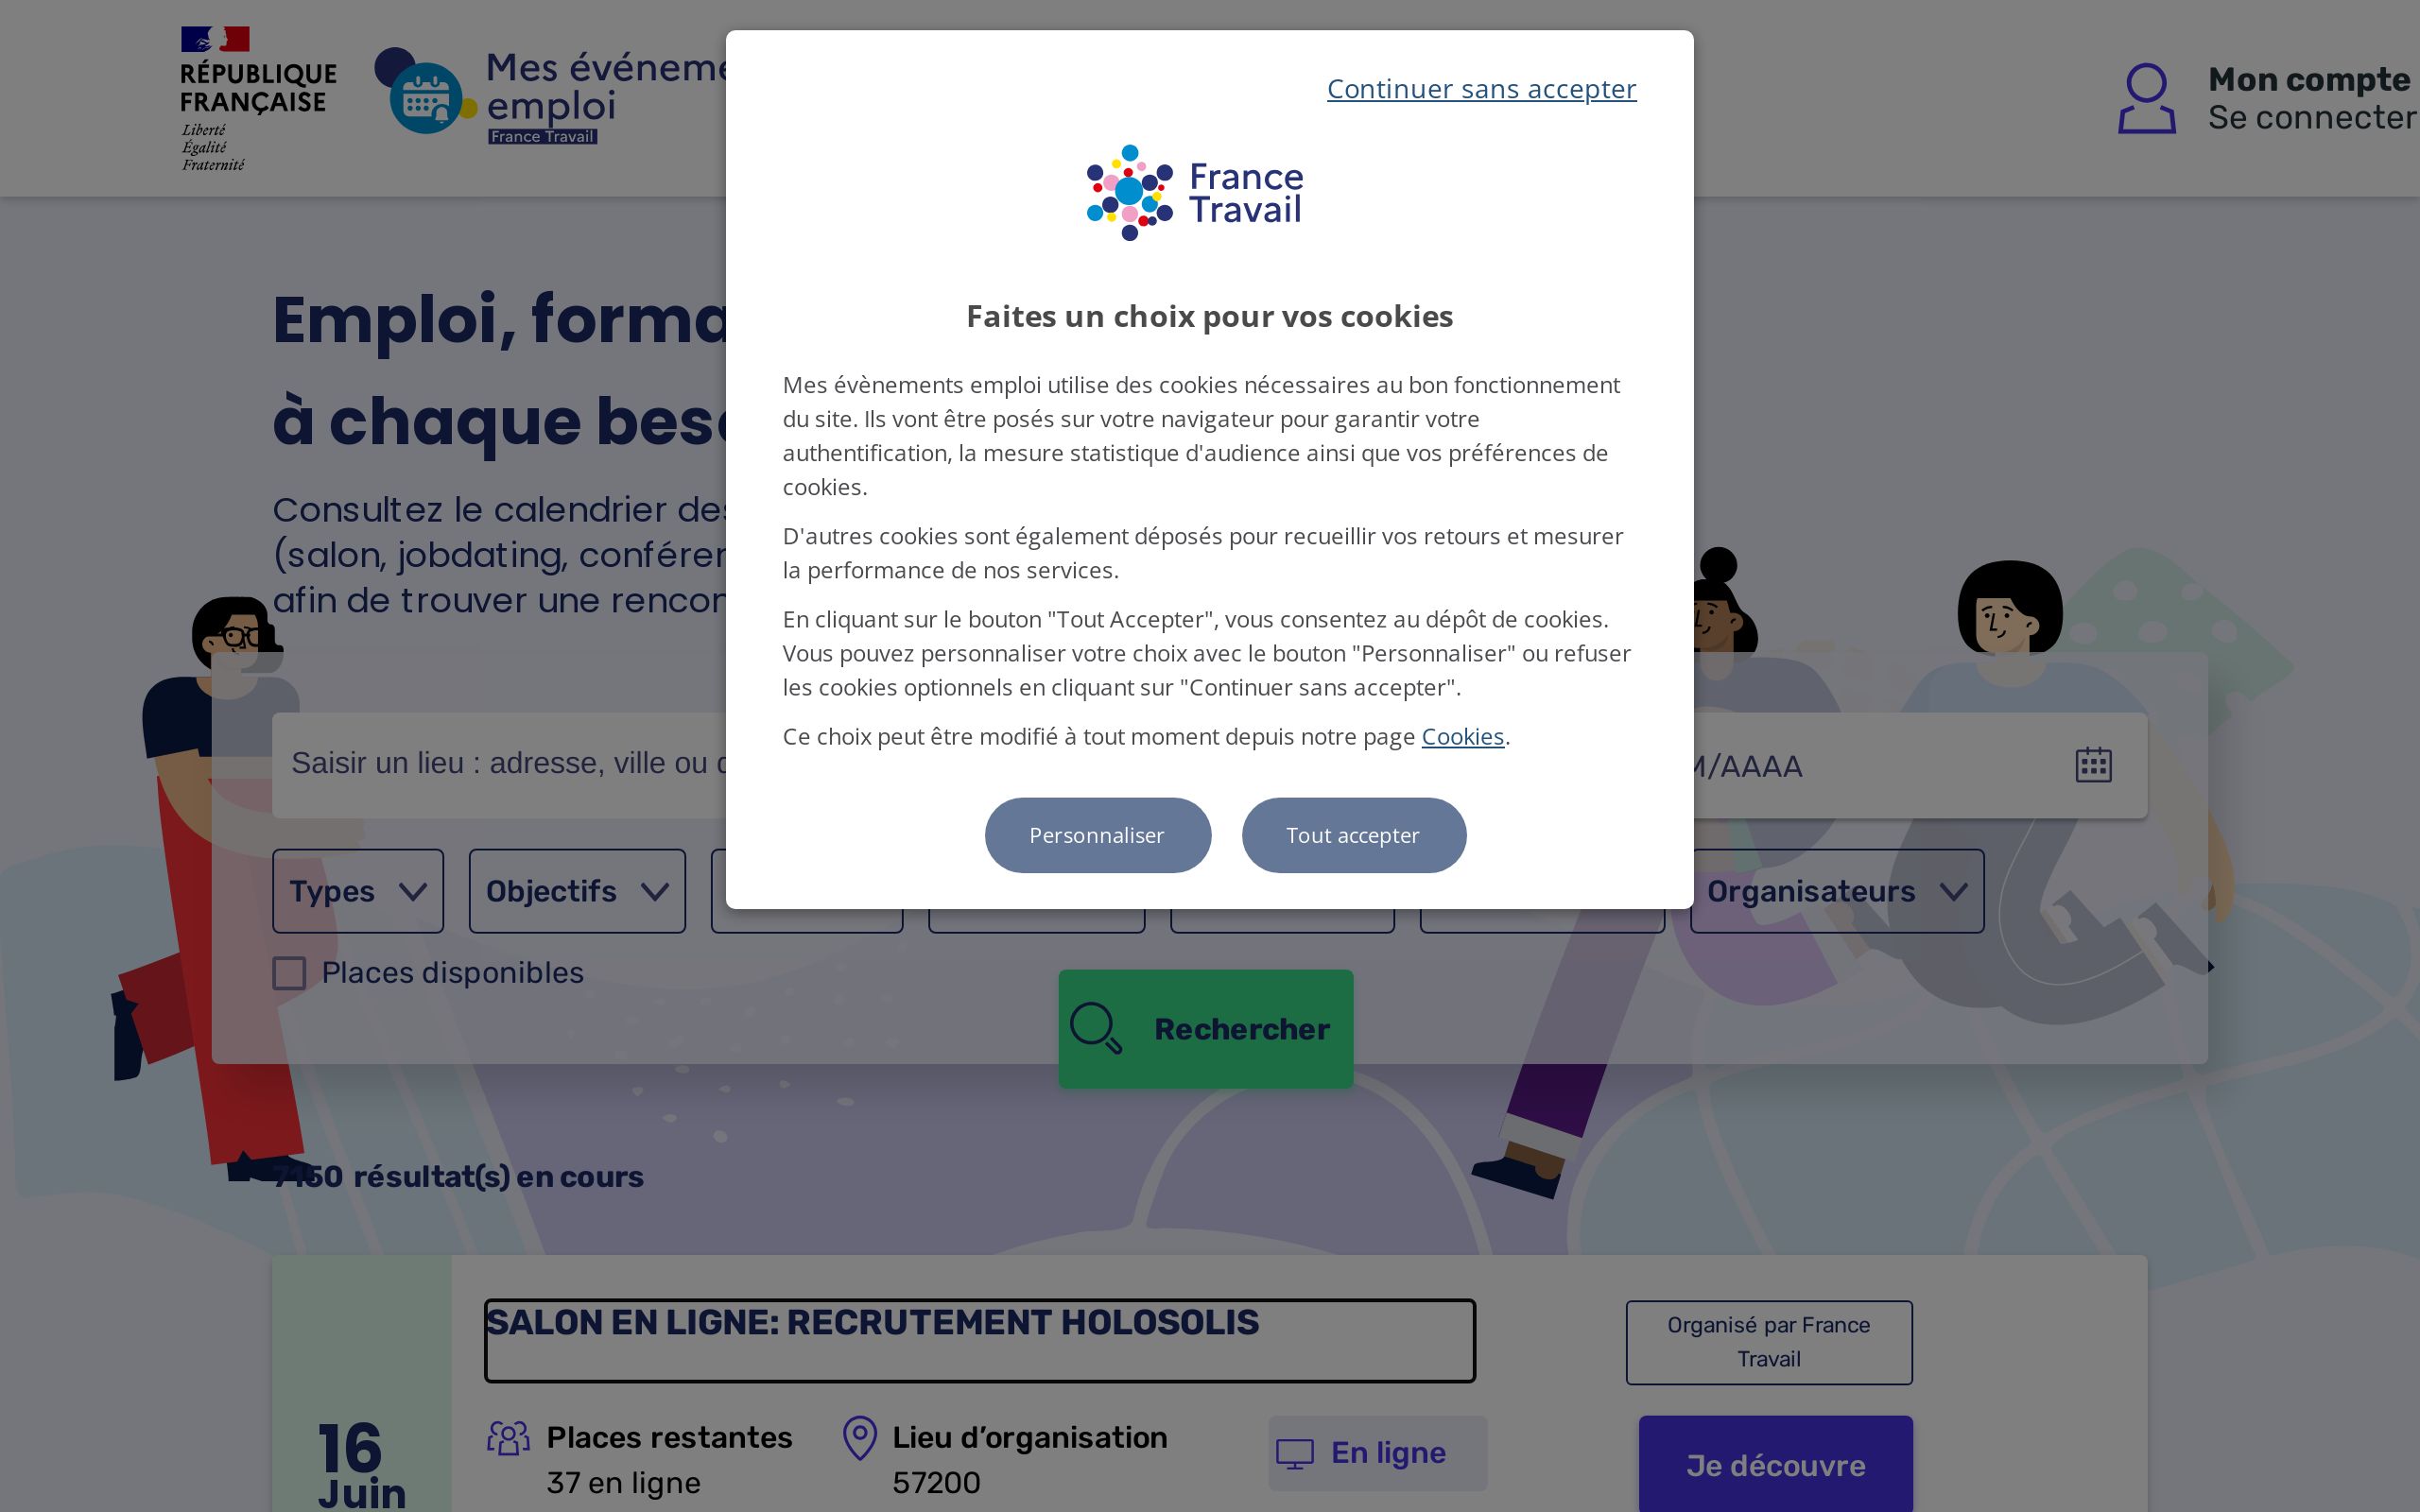 RÉPUBLIQUE
FRANÇAISE
Liberté
Égalité
Fraternité
Mes événeme
emploi
France Travail
Mon compte
Se connecter
Continuer sans accepter
France
Travail
Faites un choix pour vos cookies
Mes évènements emploi utilise des cookies nécessaires au bon fonctionnement
du site. Ils vont être posés sur votre navigateur pour garantir votre
authentification, la mesure statistique d'audience ainsi que vos préférences de
cookies.
D'autres cookies sont également déposés pour recueillir vos retours et mesurer
la performance de nos services.
En cliquant sur le bouton "Tout Accepter", vous consentez au dépôt de cookies.
Vous pouvez personnaliser votre choix avec le bouton "Personnaliser" ou refuser
les cookies optionnels en cliquant sur "Continuer sans accepter".
Ce choix peut être modifié à tout moment depuis notre page Cookies.
Personnaliser
Tout accepter
Emploi, forma
à chaque beso
Consultez le calendrier des
(salon, jobdating, conféren
afin de trouver une rencon
Saisir un lieu : adresse, ville ou
/AAAA
Types
Objectifs
Organisateurs
Places disponibles
Rechercher
7150 résultat(s) en cours
SALON EN LIGNE: RECRUTEMENT HOLOSOLIS
Organisé par France
Travail
16
Juin
Places restantes
37 en ligne
Lieu d’organisation
57200
En ligne
Je découvre